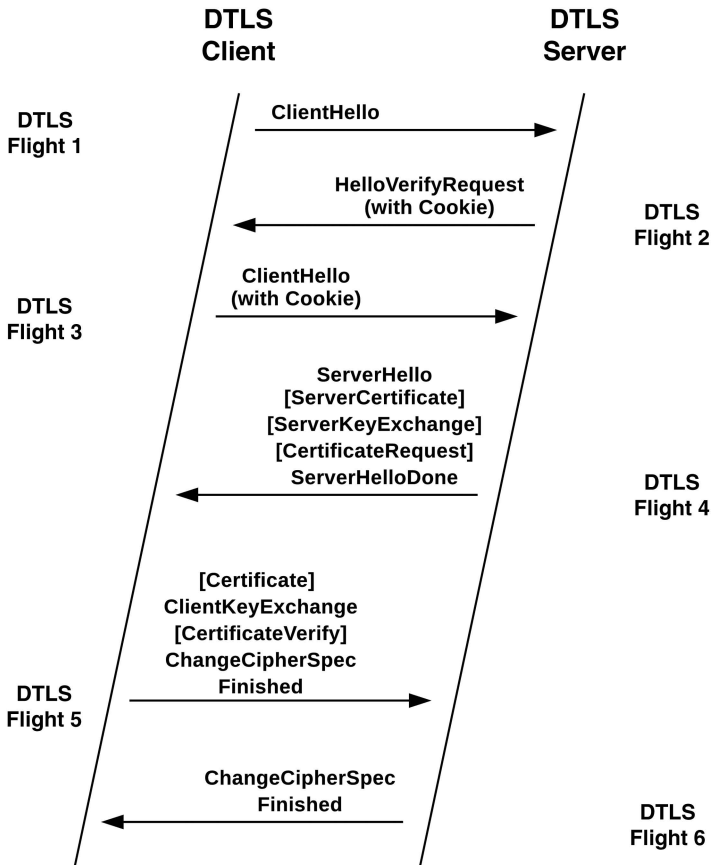 DTLS
Client
DTLS
Server
DTLS
Flight 1
ClientHello
HelloVerifyRequest
(with Cookie)
DTLS
Flight 2
ClientHello
(with Cookie)
DTLS
Flight 3
ServerHello
[ServerCertificate]
[ServerKeyExchange]
[CertificateRequest]
ServerHelloDone
DTLS
Flight 4
[Certificate]
ClientKeyExchange
[CertificateVerify]
ChangeCipherSpec
Finished
DTLS
Flight 5
ChangeCipherSpec
Finished
DTLS
Flight 6